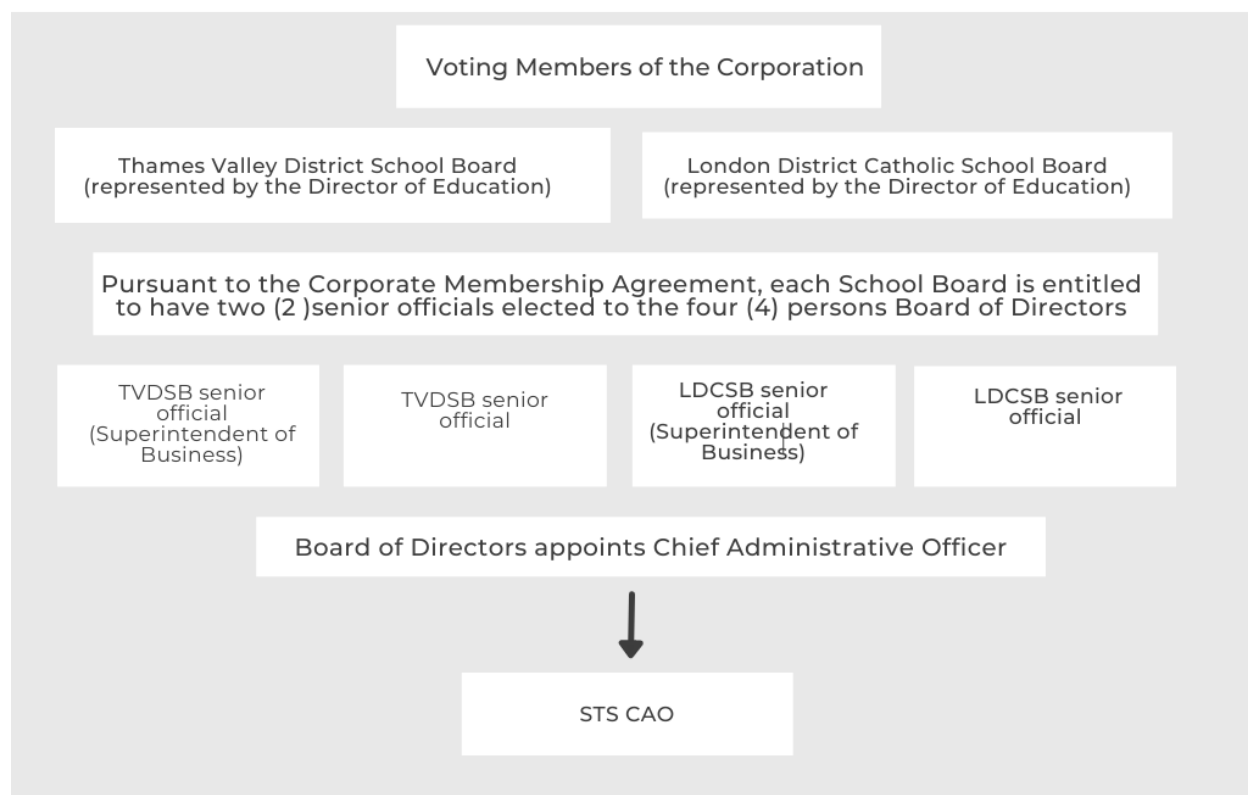 Voting Members of the Corporation
Thames Valley District School Board
(represented by the Director of Education)
London District Catholic School Board
(represented by the Director of Education)
Pursuant to the Corporate Membership Agreement, each School Board is entitled
to have two (2 )senior officials elected to the four (4) persons Board of Directors
TVDSB senior
official
(Superintendent of
Business)
TVDSB senior
official
LDCSB senior
official
(Superintendent of
Business)
LDCSB senior
official
Board of Directors appoints Chief Administrative Officer
STS CAO